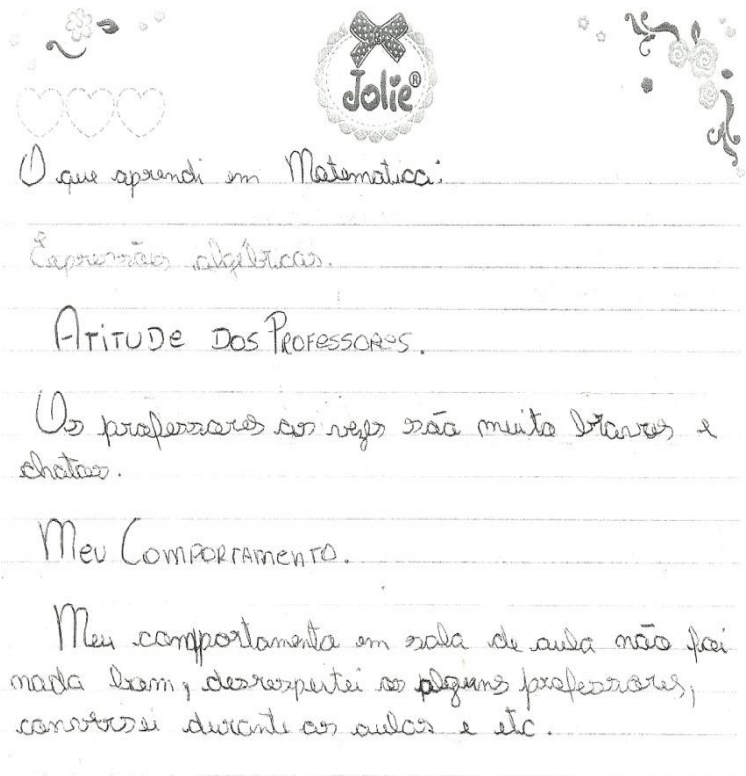 Jolie®
O que aprendi em Matematica:
Expressões algébricas.
ATITUDE DOS PROFESSORES.
Os professores as vezes são muito bravos e
chatos.
MEU COMPORTAMENTO.
Meu comportamento em sala de aula não foi
nada bom, desrespeitei os alguns professores,
conversei durante as aulas e etc.